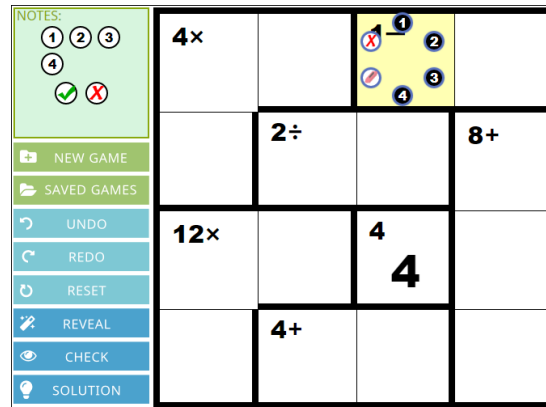 NOTES:
1 2 3
4
X
NEW GAME
SAVED GAMES
UNDO
REDO
RESET
REVEAL
CHECK
SOLUTION
4× 1−
X 1 2 3 4
2÷ 8+
12× 4
4
4+